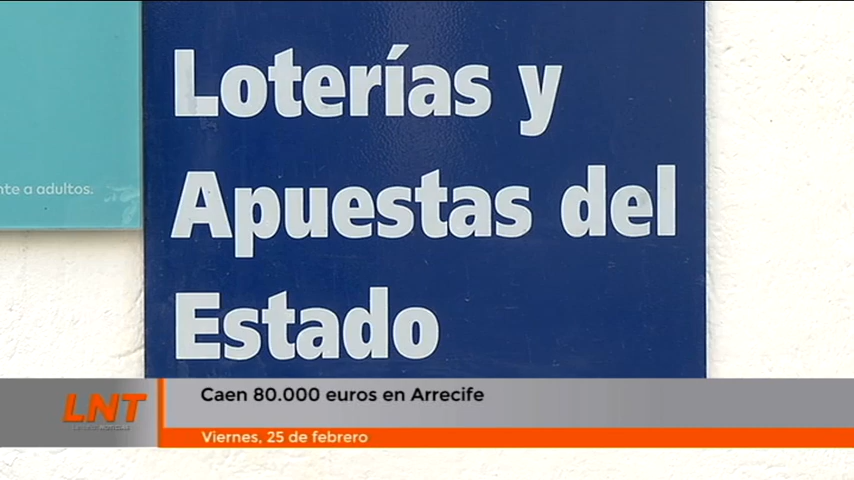 Loterías y
Apuestas del
Estado
nte a adultos.
LNT
Caen 80.000 euros en Arrecife
Viernes, 25 de febrero